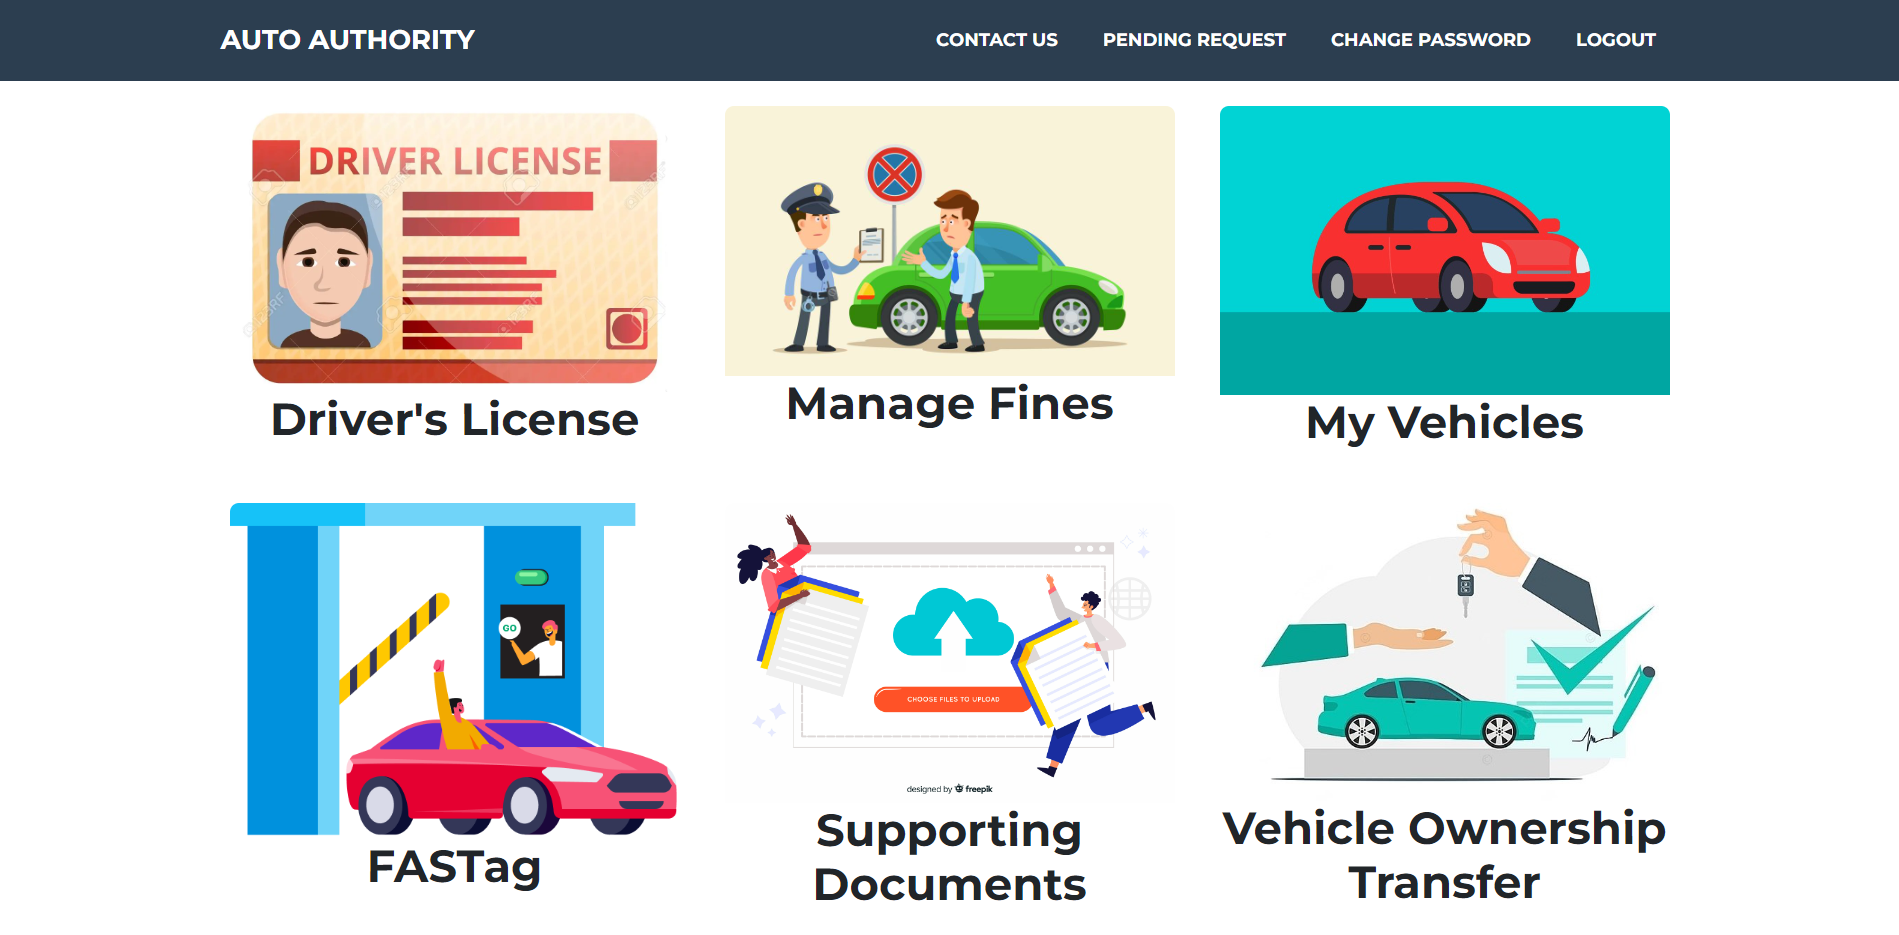 AUTO AUTHORITY
CONTACT US
PENDING REQUEST
CHANGE PASSWORD
LOGOUT
DRIVER LICENSE
Driver's License
Manage Fines
My Vehicles
GO
FASTag
CHOOSE FILES TO UPLOAD
designed by freepik
Supporting
Documents
Vehicle Ownership
Transfer